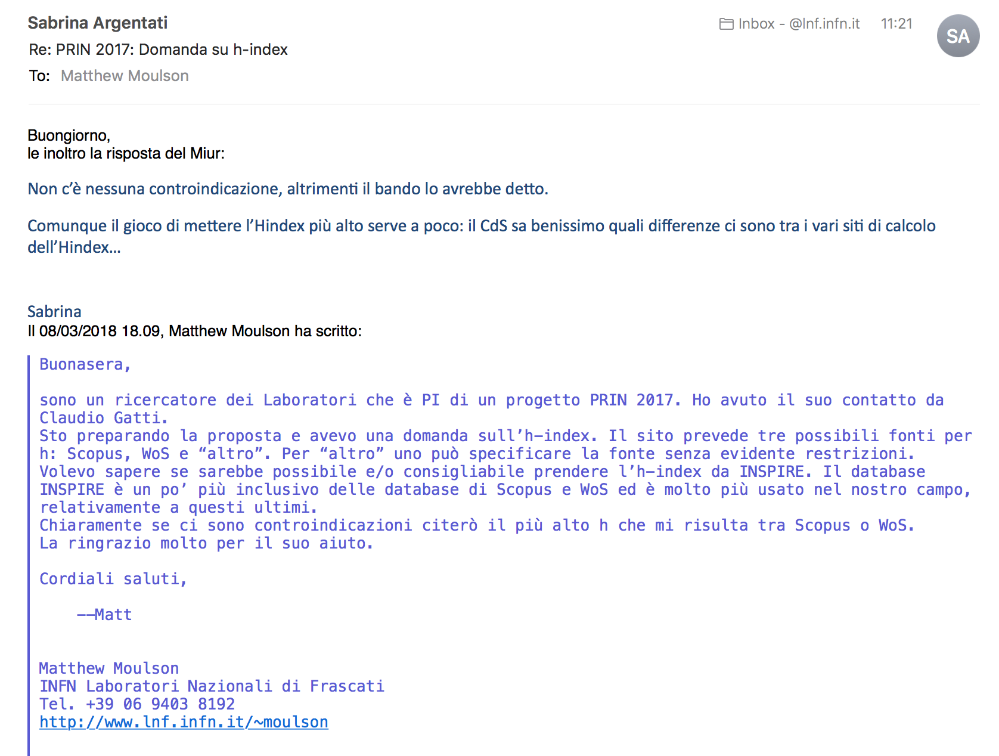 Sabrina Argentati
Inbox - @lnf.infn.it
11:21
SA
Re: PRIN 2017: Domanda su h-index
To: Matthew Moulson
Buongiorno,
le inoltro la risposta del Miur:
Non c’è nessuna controindicazione, altrimenti il bando lo avrebbe detto.
Comunque il gioco di mettere l’Hindex più alto serve a poco: il CdS sa benissimo quali differenze ci sono tra i vari siti di calcolo
dell’Hindex...
Sabrina
Il 08/03/2018 18.09, Matthew Moulson ha scritto:
Buonasera,
sono un ricercatore dei Laboratori che è PI di un progetto PRIN 2017. Ho avuto il suo contatto da
Claudio Gatti.
Sto preparando la proposta e avevo una domanda sull’h-index. Il sito prevede tre possibili fonti per
h: Scopus, WoS e “altro”. Per “altro” uno può specificare la fonte senza evidente restrizioni.
Volevo sapere se sarebbe possibile e/o consigliabile prendere l’h-index da INSPIRE. Il database
INSPIRE è un po’ più inclusivo delle database di Scopus e WoS ed è molto più usato nel nostro campo,
relativamente a questi ultimi.
Chiaramente se ci sono controindicazioni citerò il più alto h che mi risulta tra Scopus o WoS.
La ringrazio molto per il suo aiuto.
Cordiali saluti,
--Matt
Matthew Moulson
INFN Laboratori Nazionali di Frascati
Tel. +39 06 9403 8192
http://www.lnf.infn.it/~moulson